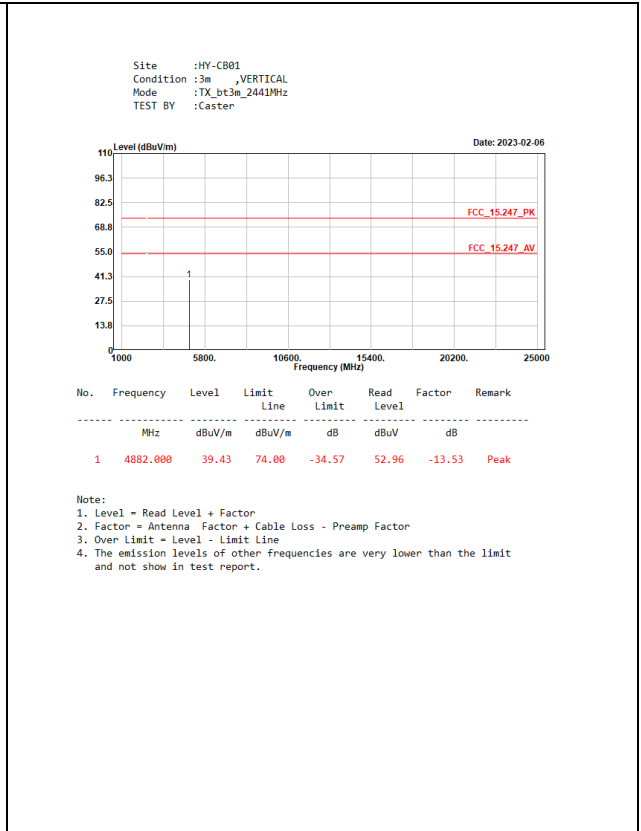 Site :HY-CB01
Condition :3m ,VERTICAL
Mode :TX_bt3m_2441MHz
TEST BY :Caster
Level (dBuV/m) Date: 2023-02-06
110
96.3
82.5
FCC_15.247_PK
68.8
FCC_15.247_AV
55.0
41.3
1
27.5
13.8
0
1000 5800. 10600. 15400. 20200. 25000
Frequency (MHz)
No. Frequency Level Limit Over Read Factor Remark
Line Limit Level
------ ----------- -------- --------- --------- -------- -------- ---------
MHz dBuV/m dBuV/m dB dBuV dB
1 4882.000 39.43 74.00 -34.57 52.96 -13.53 Peak
Note:
1. Level = Read Level + Factor
2. Factor = Antenna Factor + Cable Loss - Preamp Factor
3. Over Limit = Level - Limit Line
4. The emission levels of other frequencies are very lower than the limit
and not show in test report.